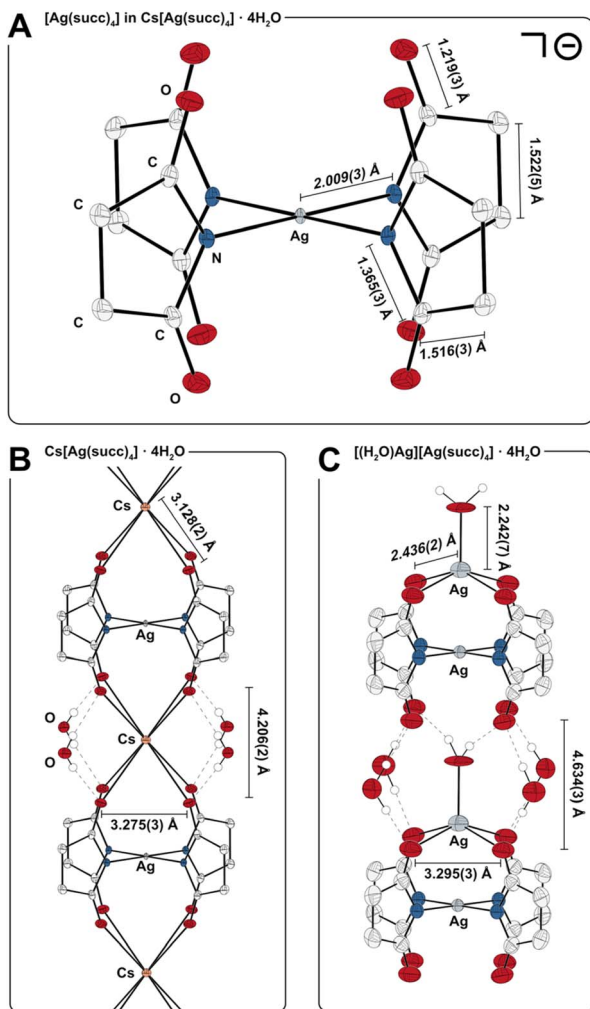 A
[Ag(succ)₄] in Cs[Ag(succ)₄] · 4H₂O
⊖
1.219(3) Å
O
1.522(5) Å
C
2.009(3) Å
C
Ag
N
1.365(3) Å
C
C
1.516(3) Å
O
B
Cs[Ag(succ)₄] · 4H₂O
Cs
3.128(2) Å
Ag
O
O
Cs
4.206(2) Å
3.275(3) Å
Ag
Cs
C
[(H₂O)Ag][Ag(succ)₄] · 4H₂O
2.242(7) Å
2.436(2) Å
Ag
Ag
4.634(3) Å
Ag
3.295(3) Å
Ag